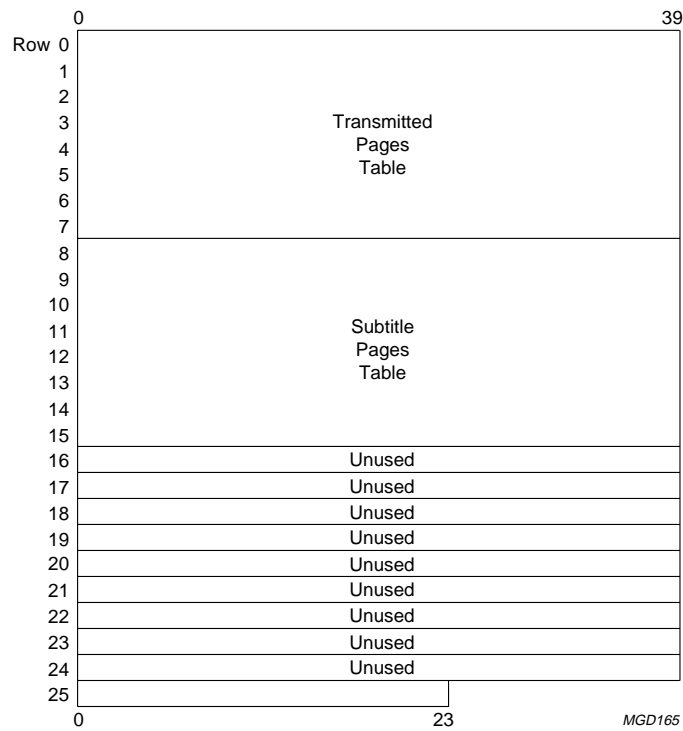 0 39
Row 0
1
2
3 Transmitted
4 Pages
5 Table
6
7
8
9
10
11 Subtitle
12 Pages
13 Table
14
15
16 Unused
17 Unused
18 Unused
19 Unused
20 Unused
21 Unused
22 Unused
23 Unused
24 Unused
25
0 23 MGD165